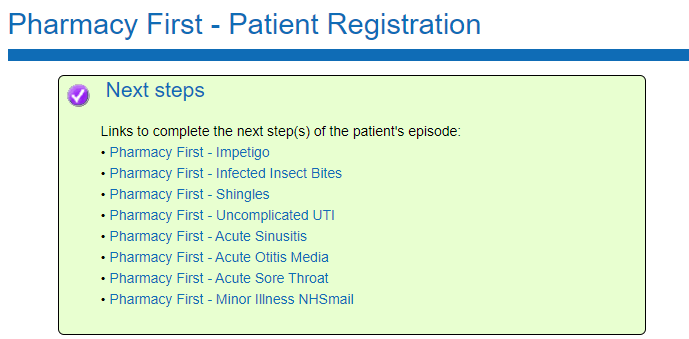 Pharmacy First - Patient Registration
Next steps
Links to complete the next step(s) of the patient's episode:
• Pharmacy First - Impetigo
• Pharmacy First - Infected Insect Bites
• Pharmacy First - Shingles
• Pharmacy First - Uncomplicated UTI
• Pharmacy First - Acute Sinusitis
• Pharmacy First - Acute Otitis Media
• Pharmacy First - Acute Sore Throat
• Pharmacy First - Minor Illness NHSmail